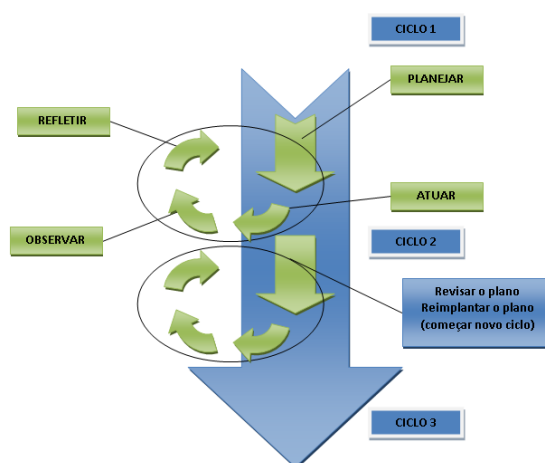 CICLO 1
PLANEJAR
REFLETIR
ATUAR
OBSERVAR
CICLO 2
Revisar o plano
Reimplantar o plano
(começar novo ciclo)
CICLO 3